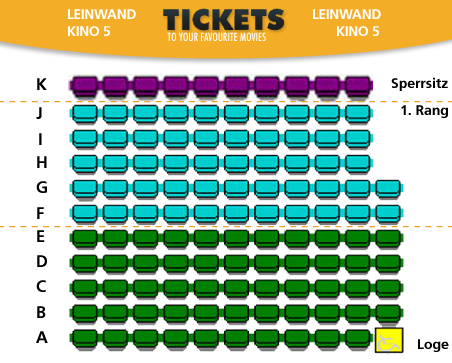 LEINWAND
KINO 5
TICKETS
TO YOUR FAVOURITE MOVIES
LEINWAND
KINO 5
K
Sperrsitz
J
1. Rang
I
H
G
F
E
D
C
B
A
Loge